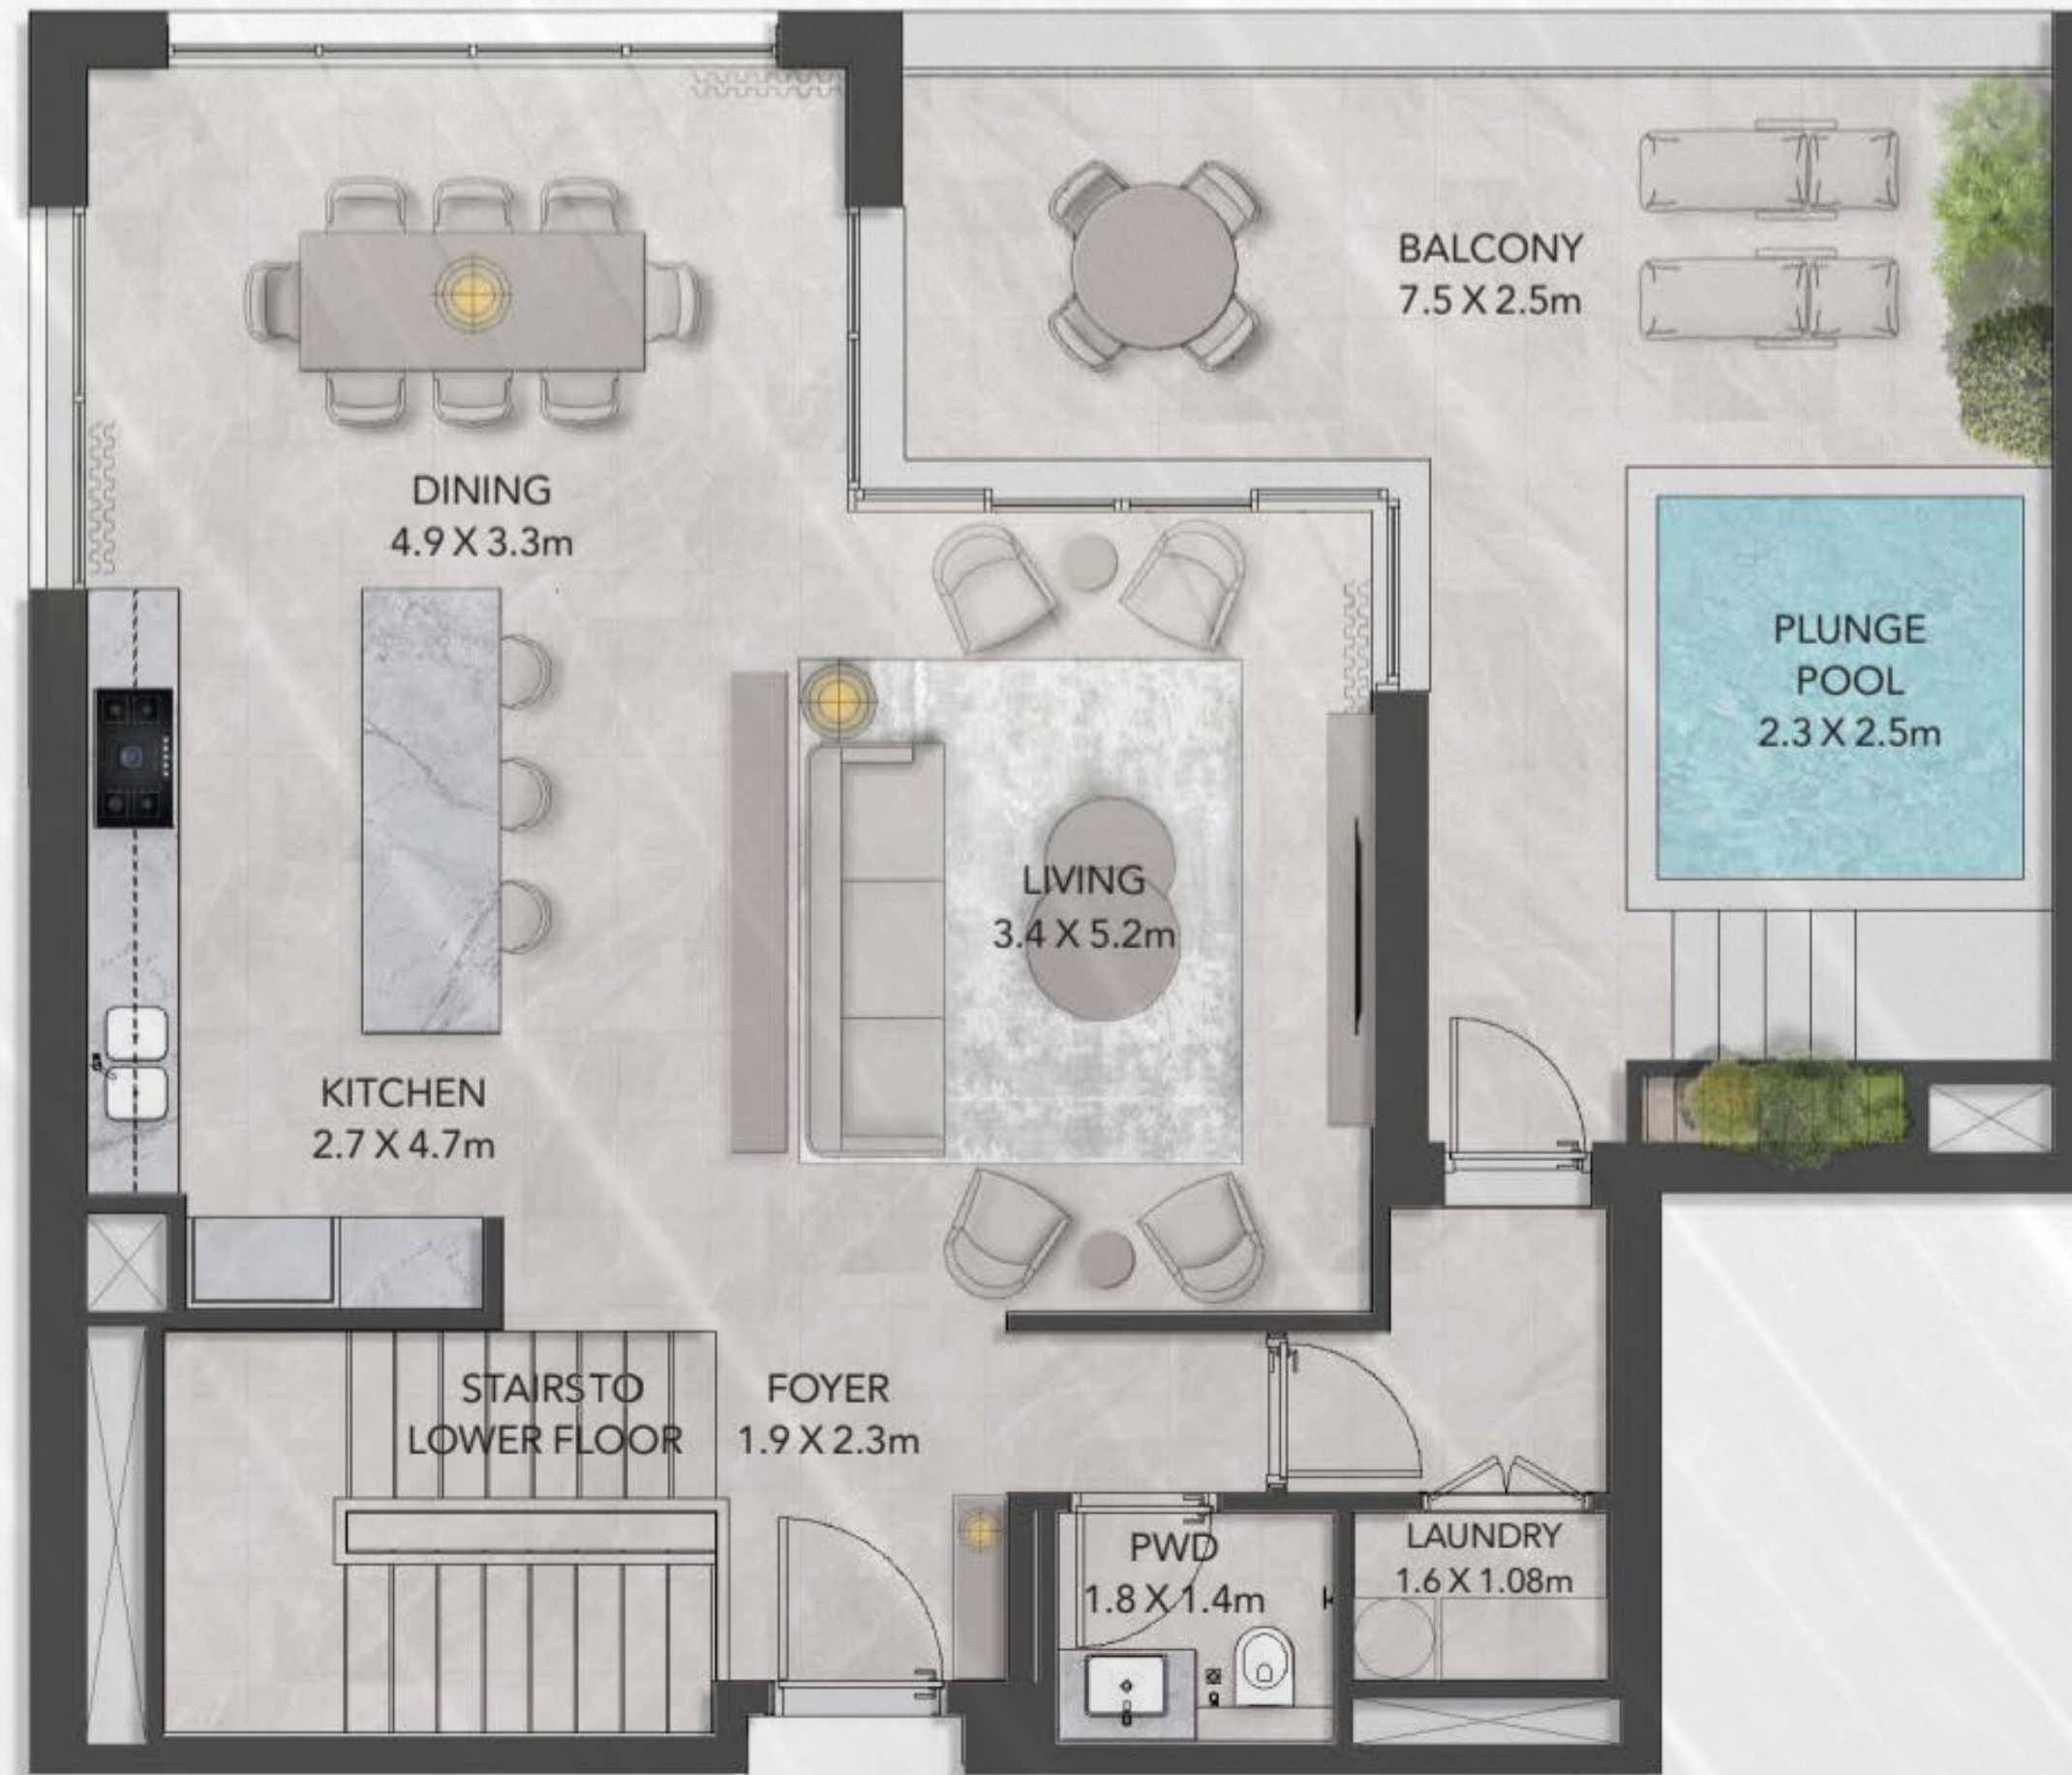 BALCONY
7.5 X 2.5m
DINING
4.9 X 3.3m
PLUNGE
POOL
2.3 X 2.5m
LIVING
3.4 X 5.2m
KITCHEN
2.7 X 4.7m
STAIRS TO
LOWER FLOOR
FOYER
1.9 X 2.3m
PWD
1.8 X 1.4m
LAUNDRY
1.6 X 1.08m